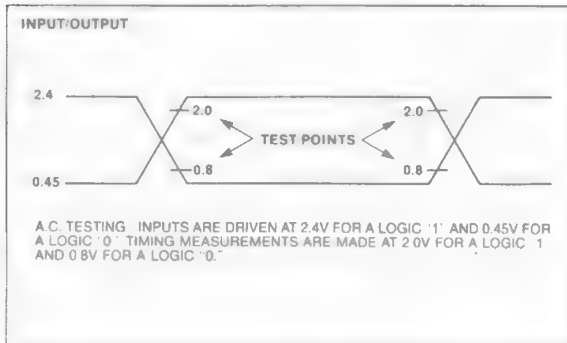 INPUT/OUTPUT
2.4
2.0
2.0
TEST POINTS
0.8
0.8
0.45
A.C. TESTING INPUTS ARE DRIVEN AT 2.4V FOR A LOGIC '1' AND 0.45V FOR
A LOGIC '0' TIMING MEASUREMENTS ARE MADE AT 2 0V FOR A LOGIC '1
AND 0 8V FOR A LOGIC "0."